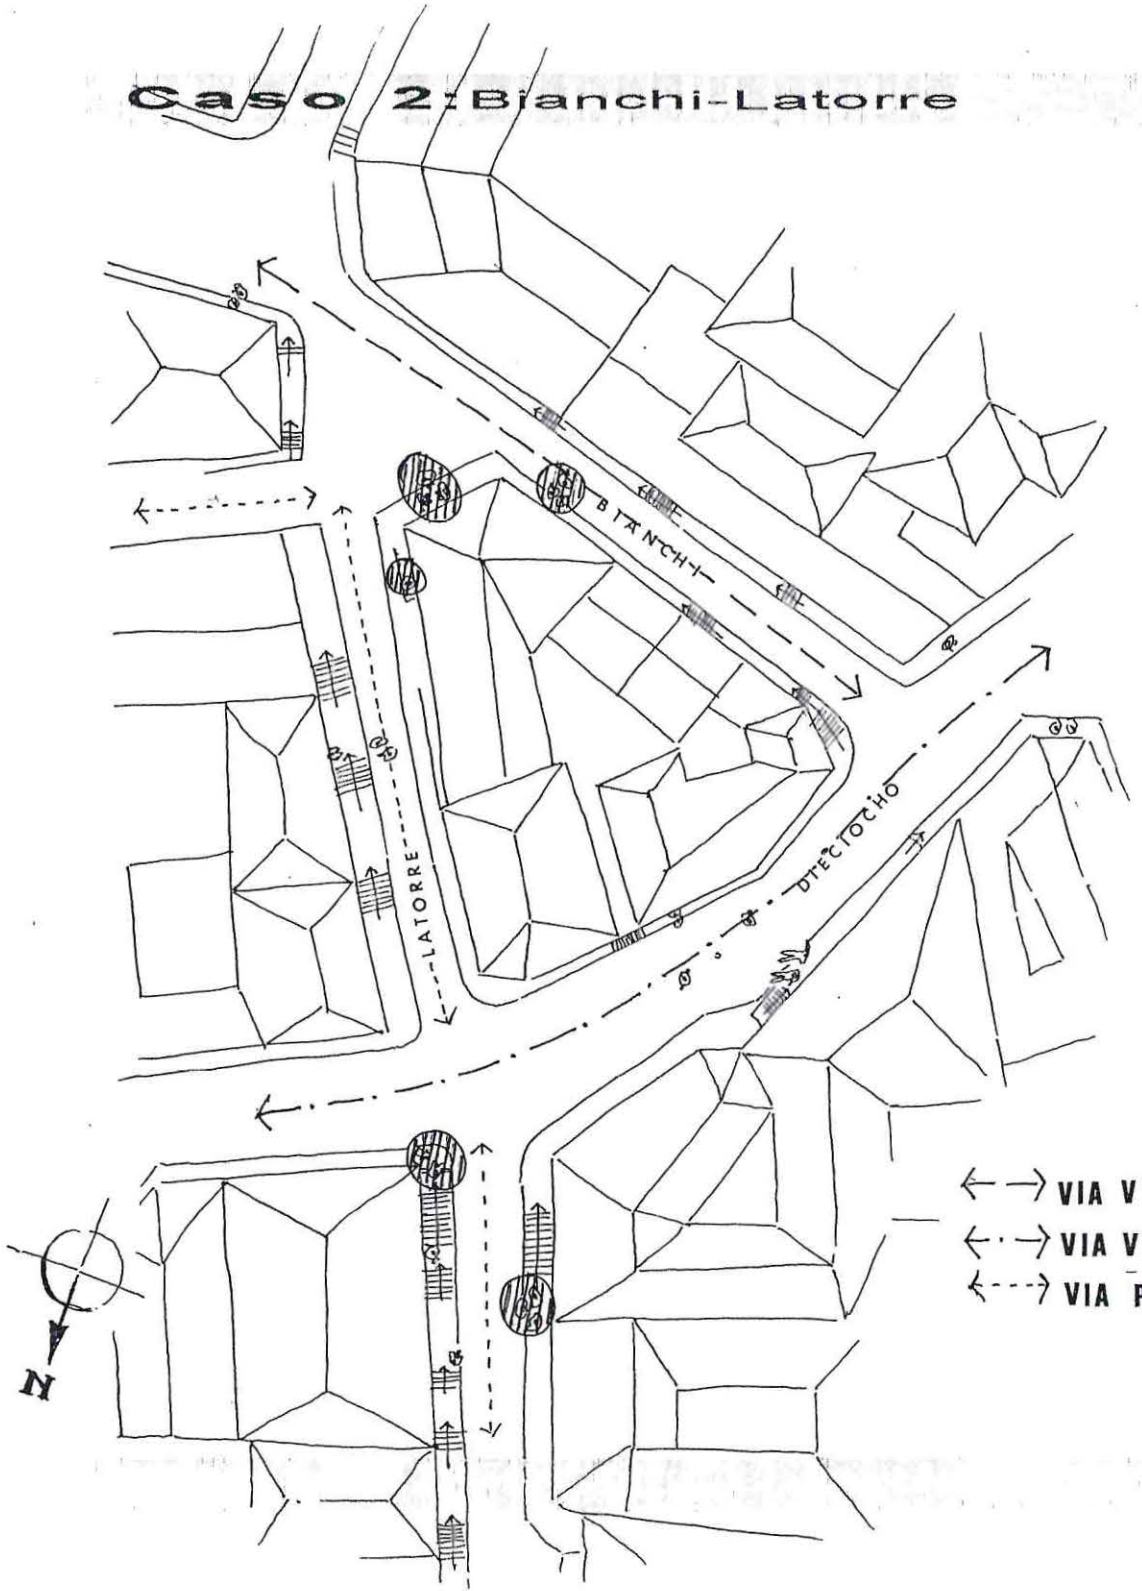 Caso 2: Bianchi-Latorre
BIANCHI
DIECIOCHO
LATORRE
VIA V
VIA V
VIA P
N